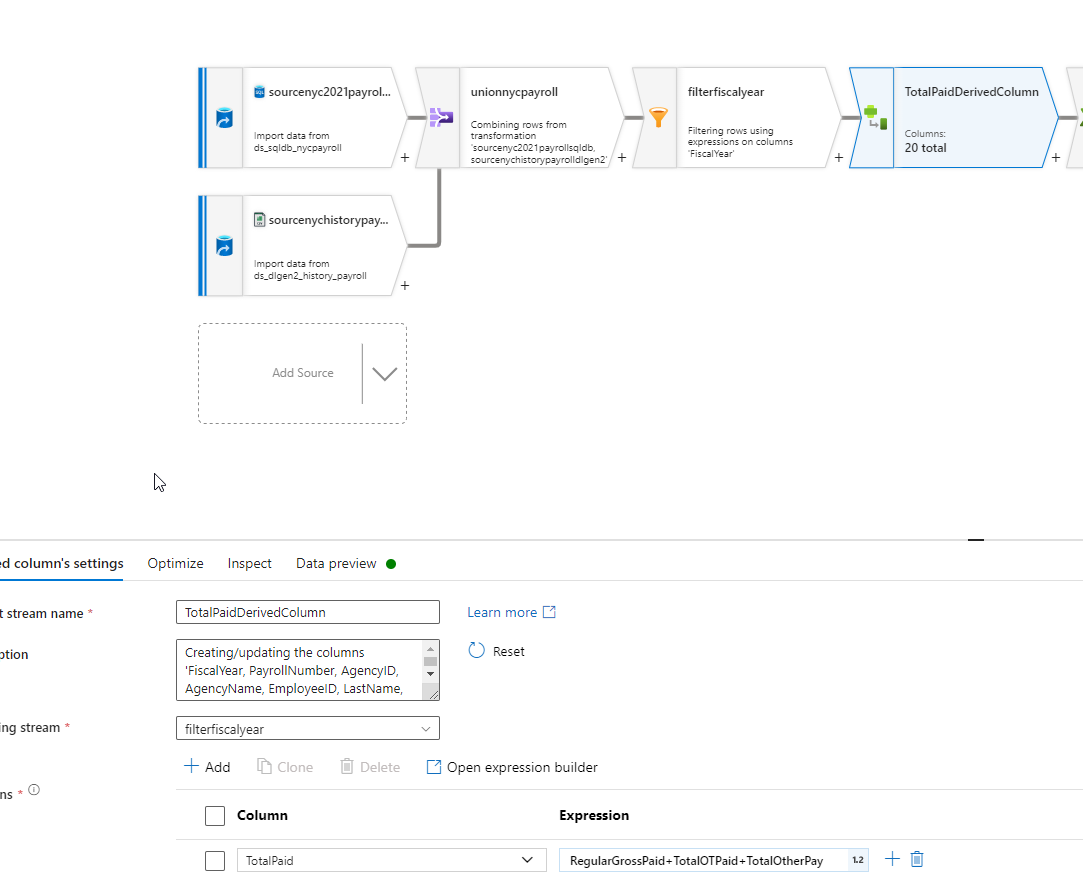 sourcenyc2021payrol...
Import data from
ds_sqldb_nycpayroll
+
unionnycpayroll
Combining rows from
transformation
'sourcenyc2021payrollsqldb,
sourcenychistorypayrolldlgen2'
+
filterfiscalyear
Filtering rows using
expressions on columns
'FiscalYear'
+
TotalPaidDerivedColumn
Columns:
20 total
+
sourcenychistorypay...
Import data from
ds_dlgen2_history_payroll
+
Add Source
ed column's settings
Optimize
Inspect
Data preview
t stream name *
TotalPaidDerivedColumn
Learn more
ption
Creating/updating the columns
'FiscalYear, PayrollNumber, AgencyID,
AgencyName, EmployeeID, LastName,
Reset
ing stream *
filterfiscalyear
+ Add
Clone
Delete
Open expression builder
ns *
Column
Expression
TotalPaid
RegularGrossPaid+TotalOTPaid+TotalOtherPay
1.2
+